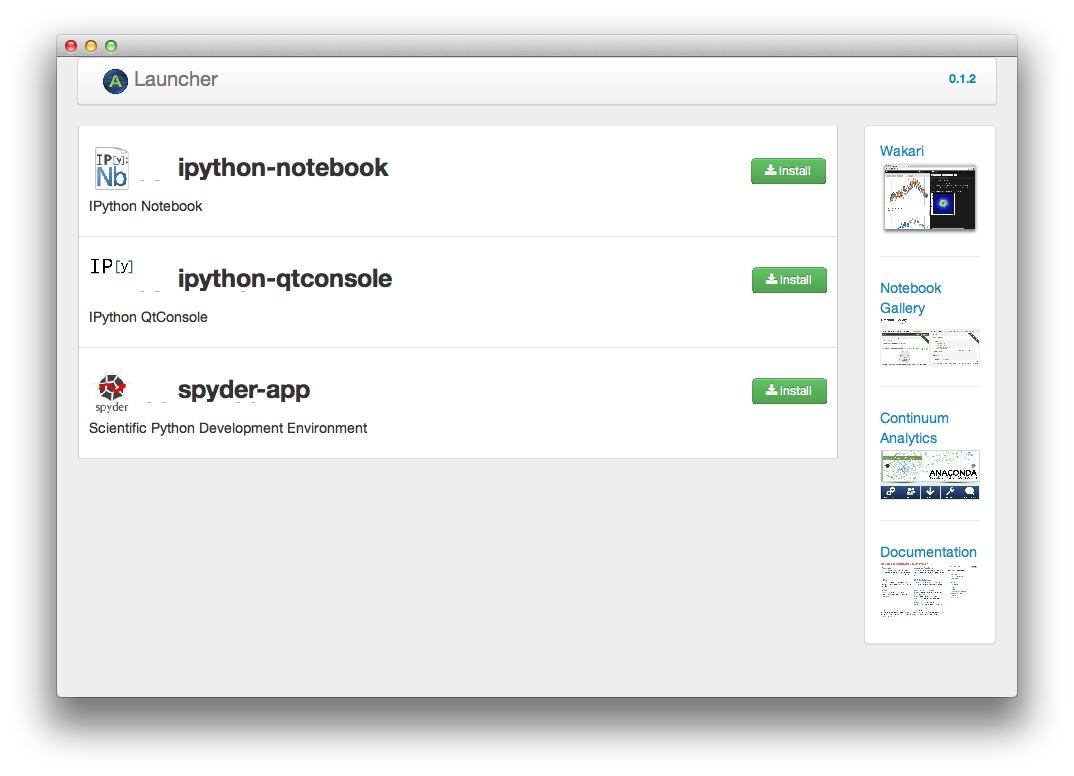 A Launcher
0.1.2
IP[y]:
Nb
ipython-notebook
install
IPython Notebook
IP[y]
ipython-qtconsole
install
IPython QtConsole
spyder
spyder-app
install
Scientific Python Development Environment
Wakari
Notebook
Gallery
Continuum
Analytics
ANACONDA
Documentation